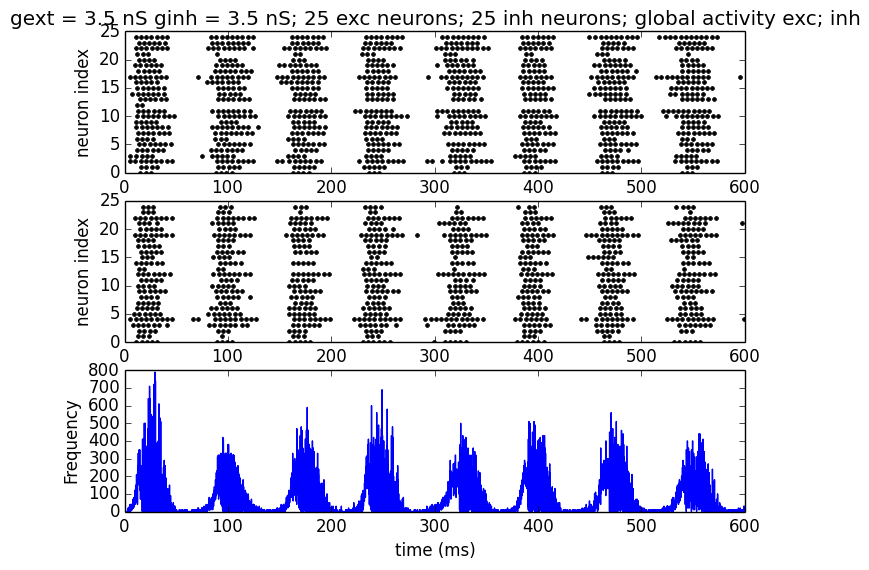 gext = 3.5 nS ginh = 3.5 nS; 25 exc neurons; 25 inh neurons; global activity exc; inh
25
20
15
10
5
0
neuron index
0 100 200 300 400 500 600
25
20
15
10
5
0
neuron index
0 100 200 300 400 500 600
800
700
600
500
400
300
200
100
0
Frequency
0 100 200 300 400 500 600
time (ms)